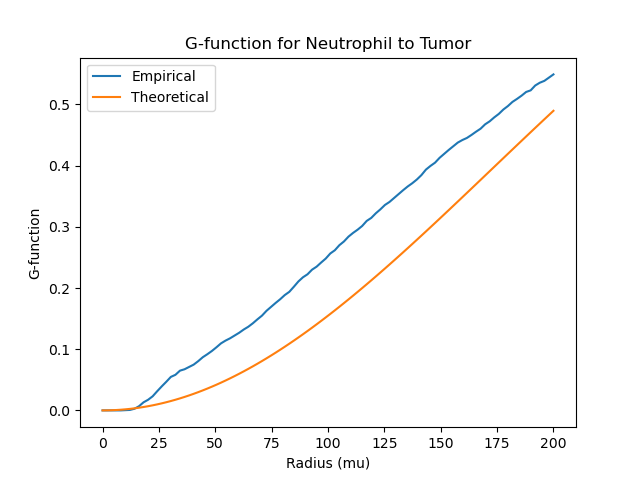 G-function for Neutrophil to Tumor
Empirical
Theoretical
0.5
0.4
0.3
0.2
0.1
0.0
G-function
0 25 50 75 100 125 150 175 200
Radius (mu)